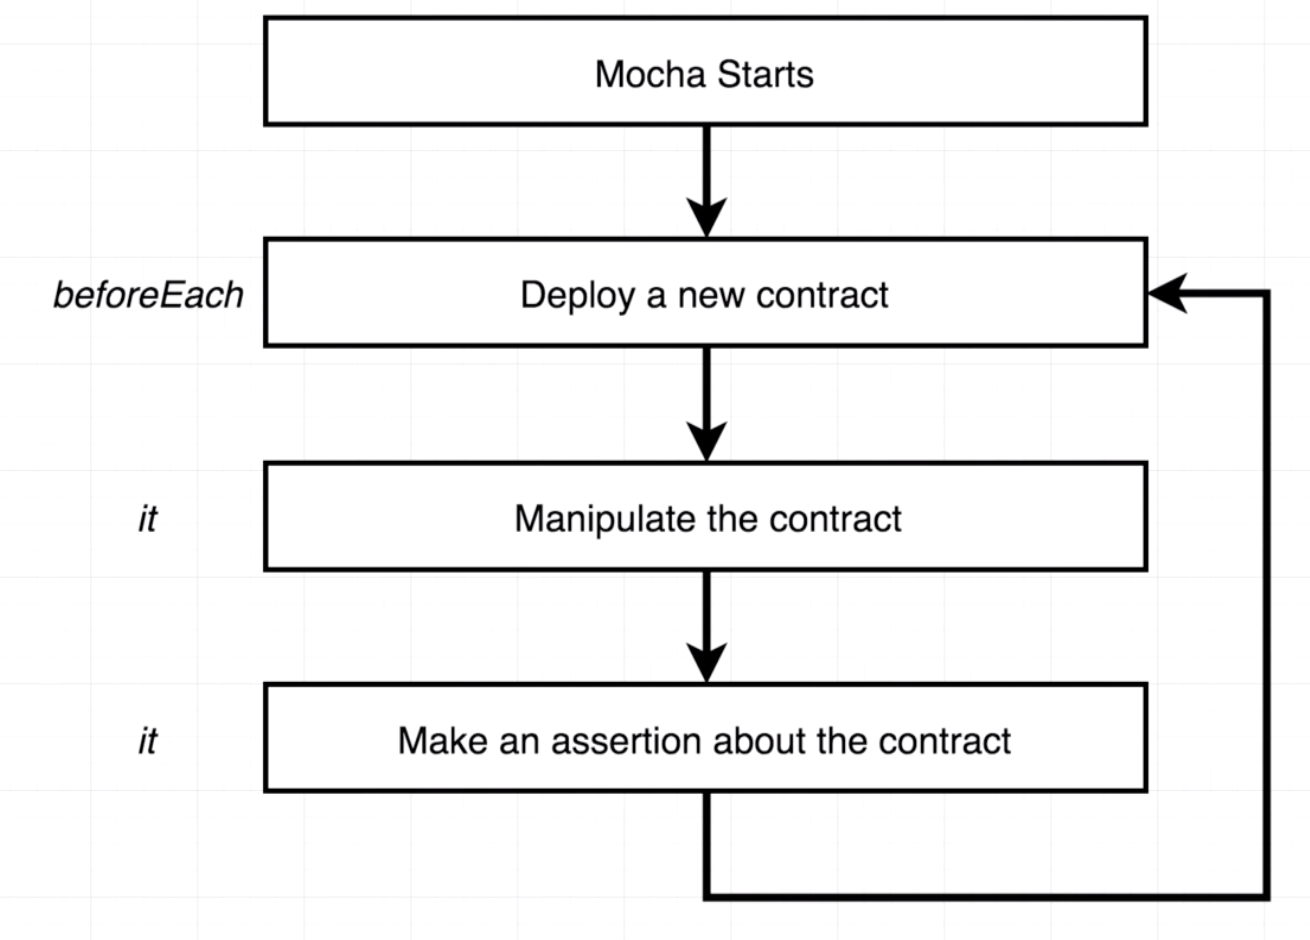 Mocha Starts
beforeEach
Deploy a new contract
it
Manipulate the contract
it
Make an assertion about the contract